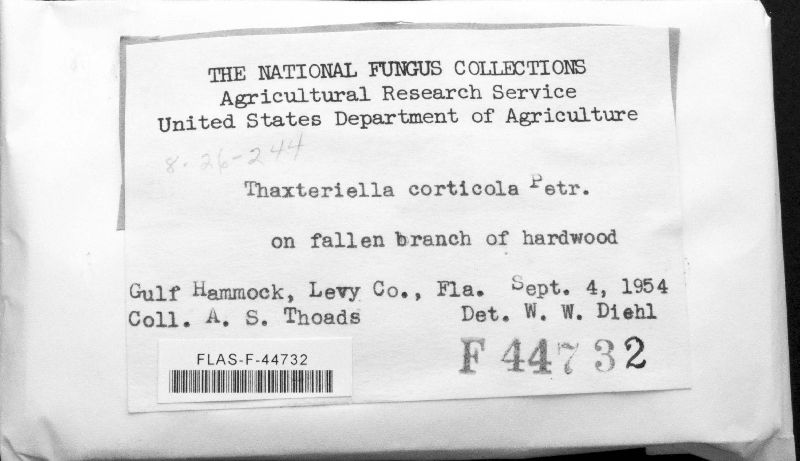 THE NATIONAL FUNGUS COLLECTIONS
Agricultural Research Service
United States Department of Agriculture
8-26-244
Thaxteriella corticola Petr.
on fallen branch of hardwood
Gulf Hammock, Levy Co., Fla. Sept. 4, 1954
Coll. A. S. Thoads Det. W. W. Diehl
F 44732
FLAS-F-44732